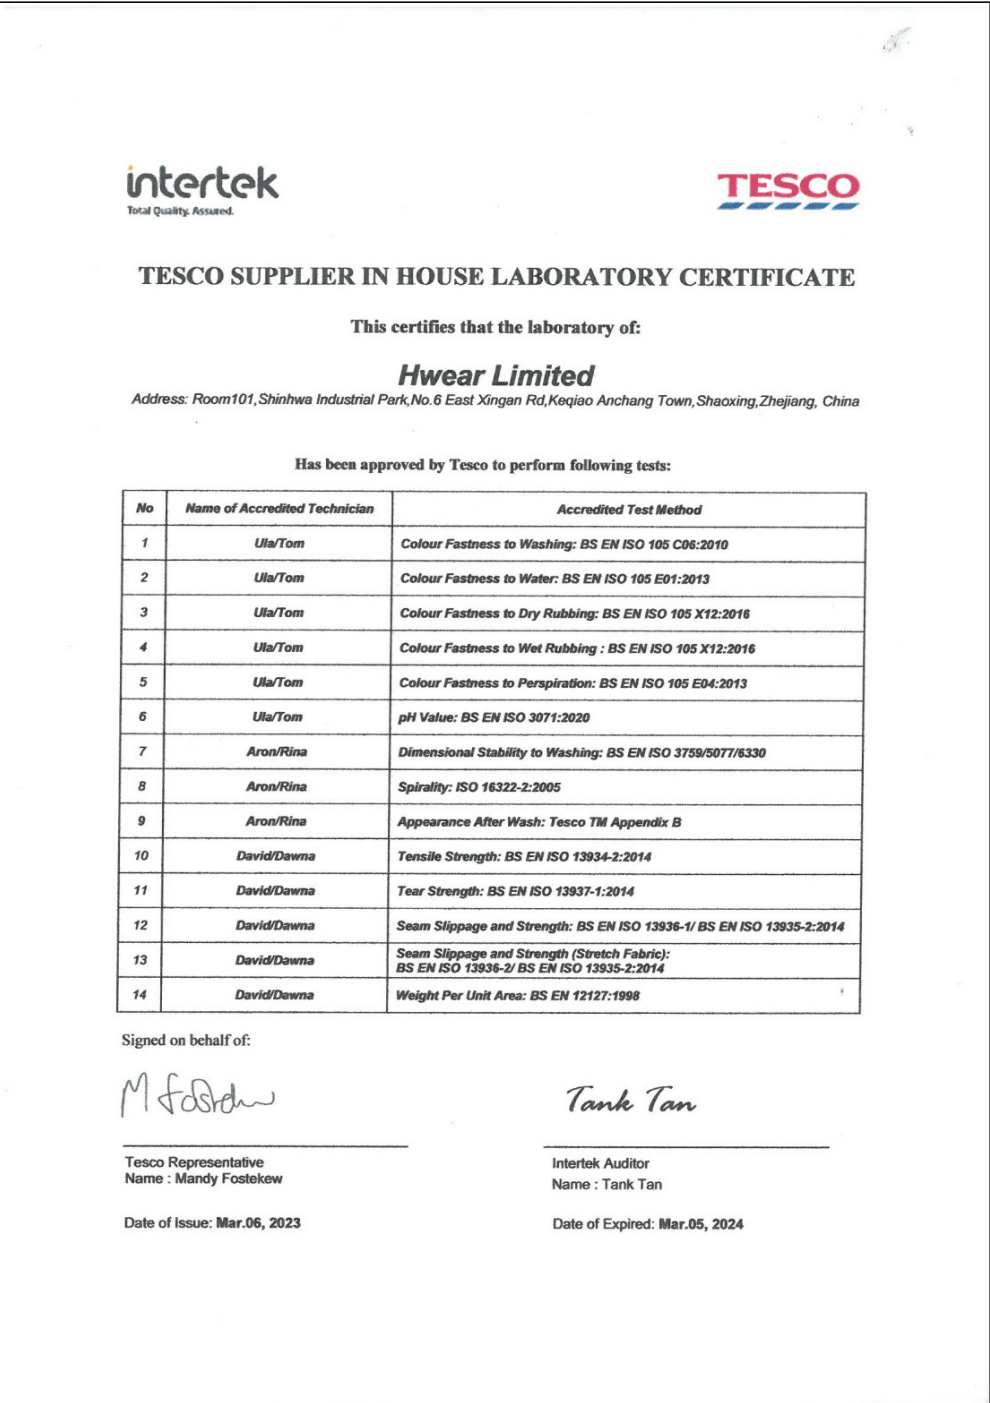 intertek
Total Quality. Assured.
TESCO
TESCO SUPPLIER IN HOUSE LABORATORY CERTIFICATE
This certifies that the laboratory of:
Hwear Limited
Address: Room101,Shinhwa Industrial Park,No.6 East Xingan Rd,Keqiao Anchang Town,Shaoxing,Zhejiang, China
Has been approved by Tesco to perform following tests:
No Name of Accredited Technician Accredited Test Method
1 Ula/Tom Colour Fastness to Washing: BS EN ISO 105 C06:2010
2 Ula/Tom Colour Fastness to Water: BS EN ISO 105 E01:2013
3 Ula/Tom Colour Fastness to Dry Rubbing: BS EN ISO 105 X12:2016
4 Ula/Tom Colour Fastness to Wet Rubbing : BS EN ISO 105 X12:2016
5 Ula/Tom Colour Fastness to Perspiration: BS EN ISO 105 E04:2013
6 Ula/Tom pH Value: BS EN ISO 3071:2020
7 Aron/Rina Dimensional Stability to Washing: BS EN ISO 3759/5077/6330
8 Aron/Rina Spirality: ISO 16322-2:2005
9 Aron/Rina Appearance After Wash: Tesco TM Appendix B
10 David/Dawna Tensile Strength: BS EN ISO 13934-2:2014
11 David/Dawna Tear Strength: BS EN ISO 13937-1:2014
12 David/Dawna Seam Slippage and Strength: BS EN ISO 13936-1/ BS EN ISO 13935-2:2014
13 David/Dawna Seam Slippage and Strength (Stretch Fabric):
BS EN ISO 13936-2/ BS EN ISO 13935-2:2014
14 David/Dawna Weight Per Unit Area: BS EN 12127:1998
Signed on behalf of:
Tank Tan
Tesco Representative
Name : Mandy Fostekew
Intertek Auditor
Name : Tank Tan
Date of Issue: Mar.06, 2023
Date of Expired: Mar.05, 2024